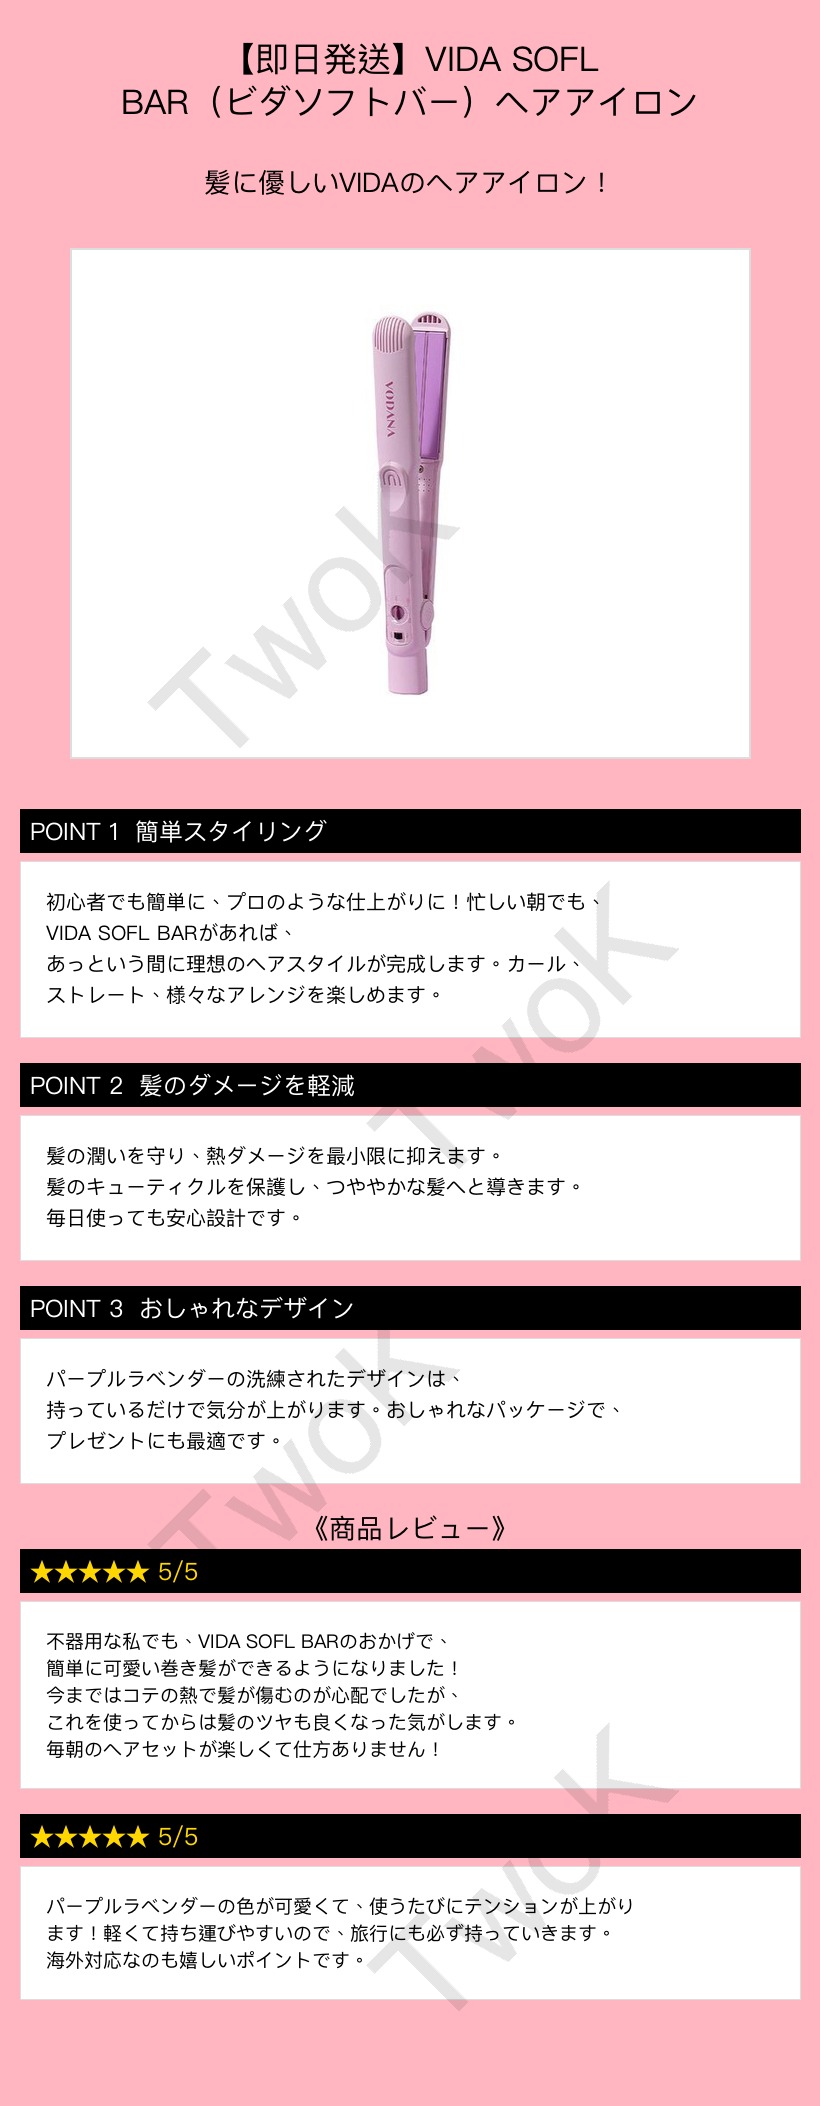 【即日発送】VIDA SOFL
BAR（ビダソフトバー）ヘアアイロン
髪に優しいVIDAのヘアアイロン！
VODANA
TwoK
POINT 1 簡単スタイリング
初心者でも簡単に、プロのような仕上がりに！忙しい朝でも、
VIDA SOFL BARがあれば、
あっという間に理想のヘアスタイルが完成します。カール、
ストレート、様々なアレンジを楽しめます。
TwoK
POINT 2 髪のダメージを軽減
髪の潤いを守り、熱ダメージを最小限に抑えます。
髪のキューティクルを保護し、つややかな髪へと導きます。
毎日使っても安心設計です。
POINT 3 おしゃれなデザイン
パープルラベンダーの洗練されたデザインは、
持っているだけで気分が上がります。おしゃれなパッケージで、
プレゼントにも最適です。
TwoK
《商品レビュー》
★★★★★ 5/5
不器用な私でも、VIDA SOFL BARのおかげで、
簡単に可愛い巻き髪ができるようになりました！
今まではコテの熱で髪が傷むのが心配でしたが、
これを使ってからは髪のツヤも良くなった気がします。
毎朝のヘアセットが楽しくて仕方ありません！
★★★★★ 5/5
パープルラベンダーの色が可愛くて、使うたびにテンションが上がり
ます！軽くて持ち運びやすいので、旅行にも必ず持っていきます。
海外対応なのも嬉しいポイントです。
TwoK